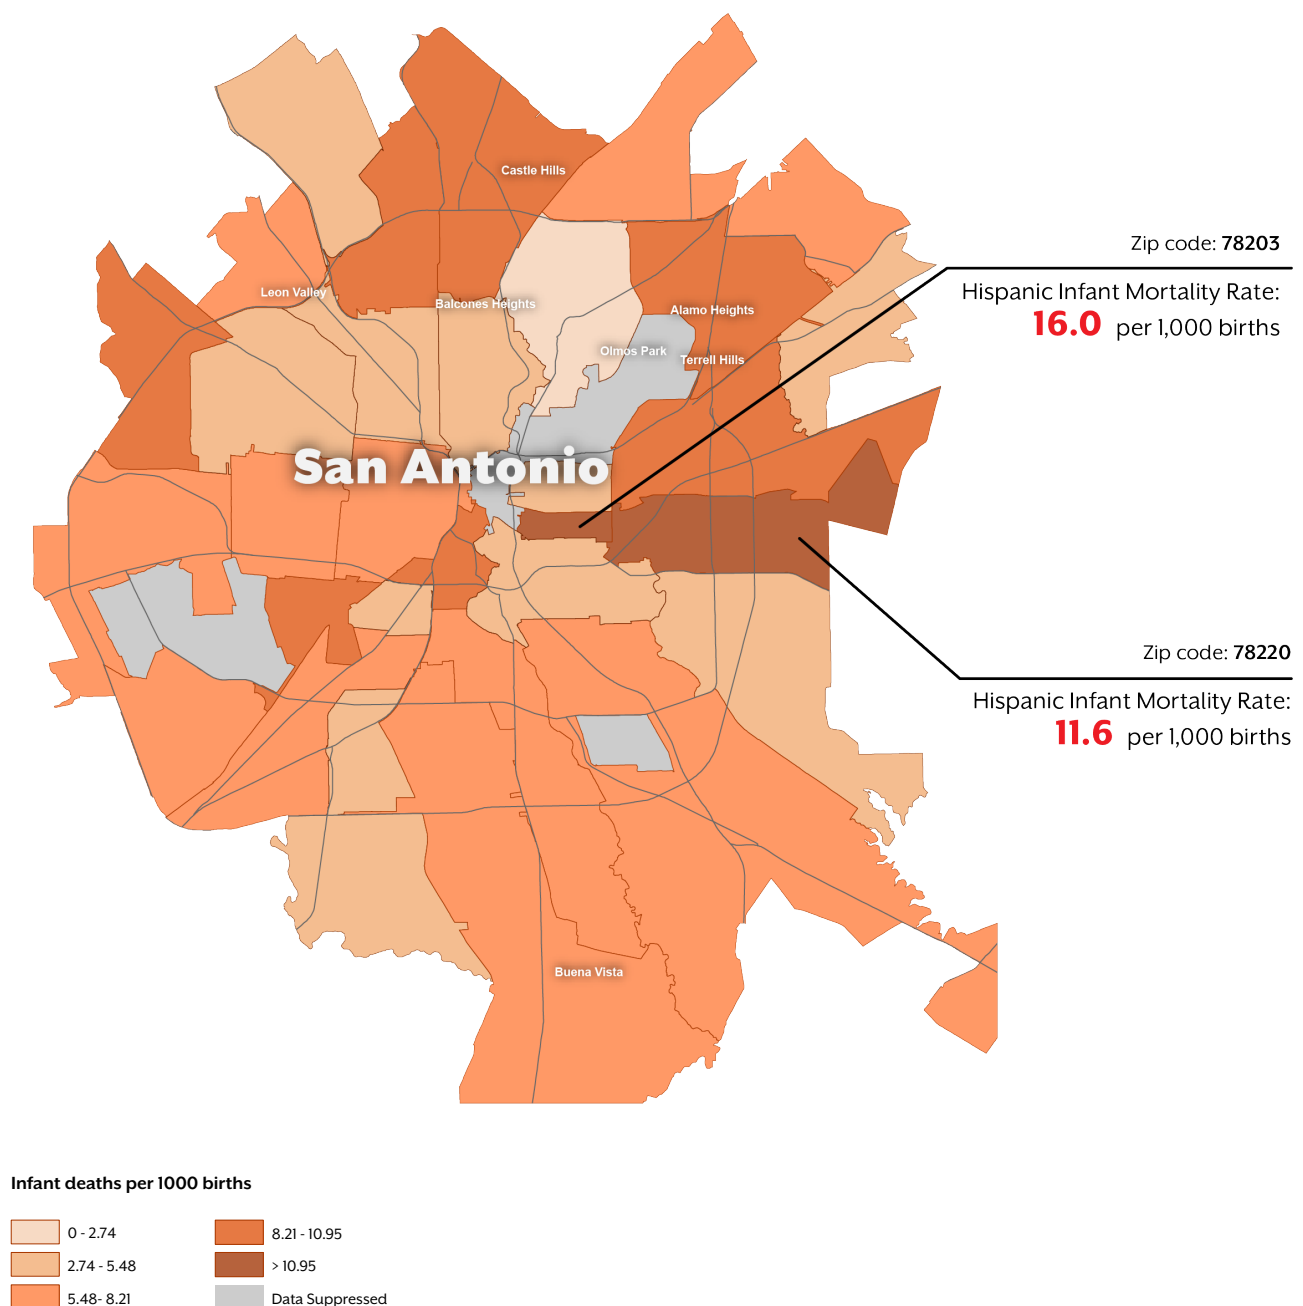 Castle Hills
Zip code: 78203
Leon Valley
Balcones Heights
Hispanic Infant Mortality Rate:
16.0 per 1,000 births
Alamo Heights
Olmos Park
Terrell Hills
San Antonio
Zip code: 78220
Hispanic Infant Mortality Rate:
11.6 per 1,000 births
Buena Vista
Infant deaths per 1000 births
0 - 2.74
2.74 - 5.48
5.48- 8.21
8.21 - 10.95
> 10.95
Data Suppressed